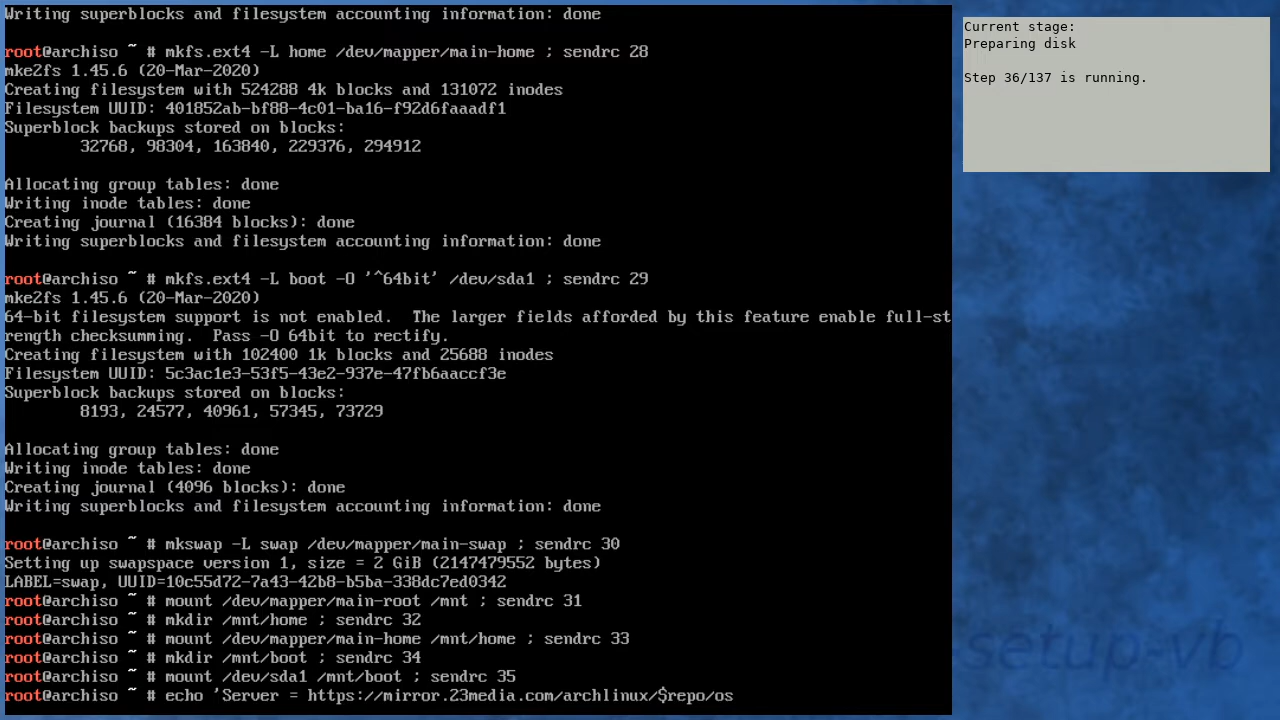 Writing superblocks and filesystem accounting information: done
root@archiso ~ # mkfs.ext4 -L home /dev/mapper/main-home ; sendrc 28
mke2fs 1.45.6 (20-Mar-2020)
Creating filesystem with 524288 4k blocks and 131072 inodes
Filesystem UUID: 401852ab-bf88-4c01-ba16-f92d6faaadf1
Superblock backups stored on blocks:
        32768, 98304, 163840, 229376, 294912
Allocating group tables: done
Writing inode tables: done
Creating journal (16384 blocks): done
Writing superblocks and filesystem accounting information: done
root@archiso ~ # mkfs.ext4 -L boot -O '^64bit' /dev/sda1 ; sendrc 29
mke2fs 1.45.6 (20-Mar-2020)
64-bit filesystem support is not enabled.  The larger fields afforded by this feature enable full-st
rength checksumming.  Pass -O 64bit to rectify.
Creating filesystem with 102400 1k blocks and 25688 inodes
Filesystem UUID: 5c3ac1e3-53f5-43e2-937e-47fb6aaccf3e
Superblock backups stored on blocks:
        8193, 24577, 40961, 57345, 73729
Allocating group tables: done
Writing inode tables: done
Creating journal (4096 blocks): done
Writing superblocks and filesystem accounting information: done
root@archiso ~ # mkswap -L swap /dev/mapper/main-swap ; sendrc 30
Setting up swapspace version 1, size = 2 GiB (2147479552 bytes)
LABEL=swap, UUID=10c55d72-7a43-42b8-b5ba-338dc7ed0342
root@archiso ~ # mount /dev/mapper/main-root /mnt ; sendrc 31
root@archiso ~ # mkdir /mnt/home ; sendrc 32
root@archiso ~ # mount /dev/mapper/main-home /mnt/home ; sendrc 33
root@archiso ~ # mkdir /mnt/boot ; sendrc 34
root@archiso ~ # mount /dev/sda1 /mnt/boot ; sendrc 35
root@archiso ~ # echo 'Server = https://mirror.23media.com/archlinux/$repo/os
Current stage:
Preparing disk
Step 36/137 is running.
setup-vb